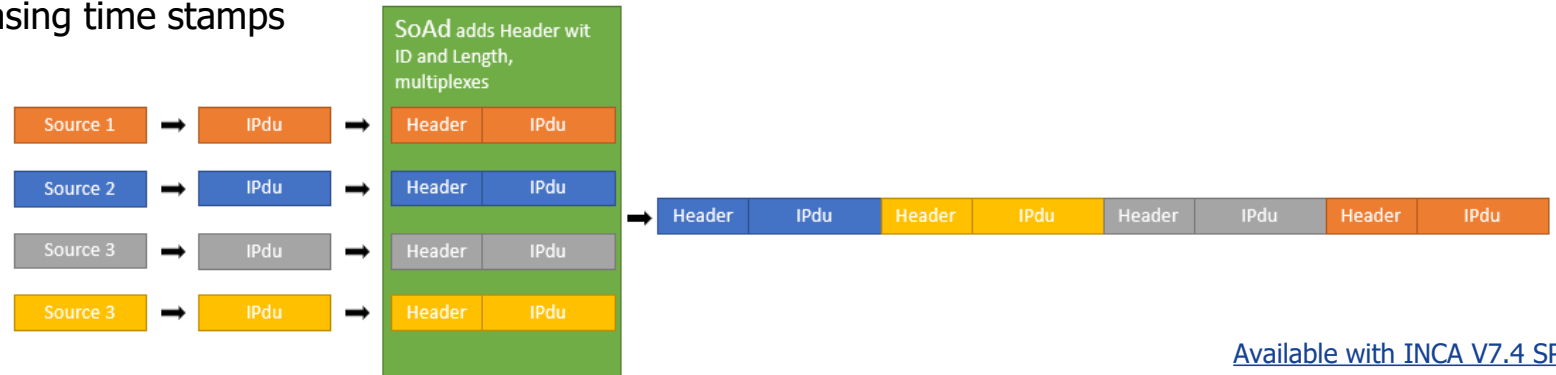 asing time stamps
SoAd adds Header wit
ID and Length,
multiplexes
Source 1 IPdu Header IPdu
Source 2 IPdu Header IPdu
Header IPdu Header IPdu Header IPdu Header IPdu
Source 3 IPdu Header IPdu
Source 3 IPdu Header IPdu
Available with INCA V7.4 SP